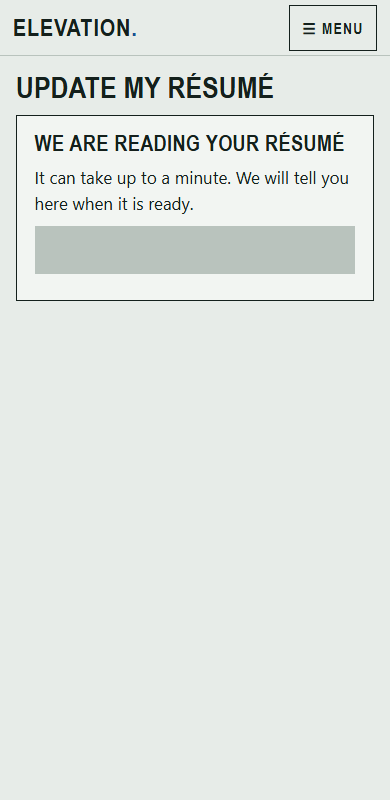 ELEVATION.
☰ MENU
UPDATE MY RÉSUMÉ
WE ARE READING YOUR RÉSUMÉ
It can take up to a minute. We will tell you
here when it is ready.